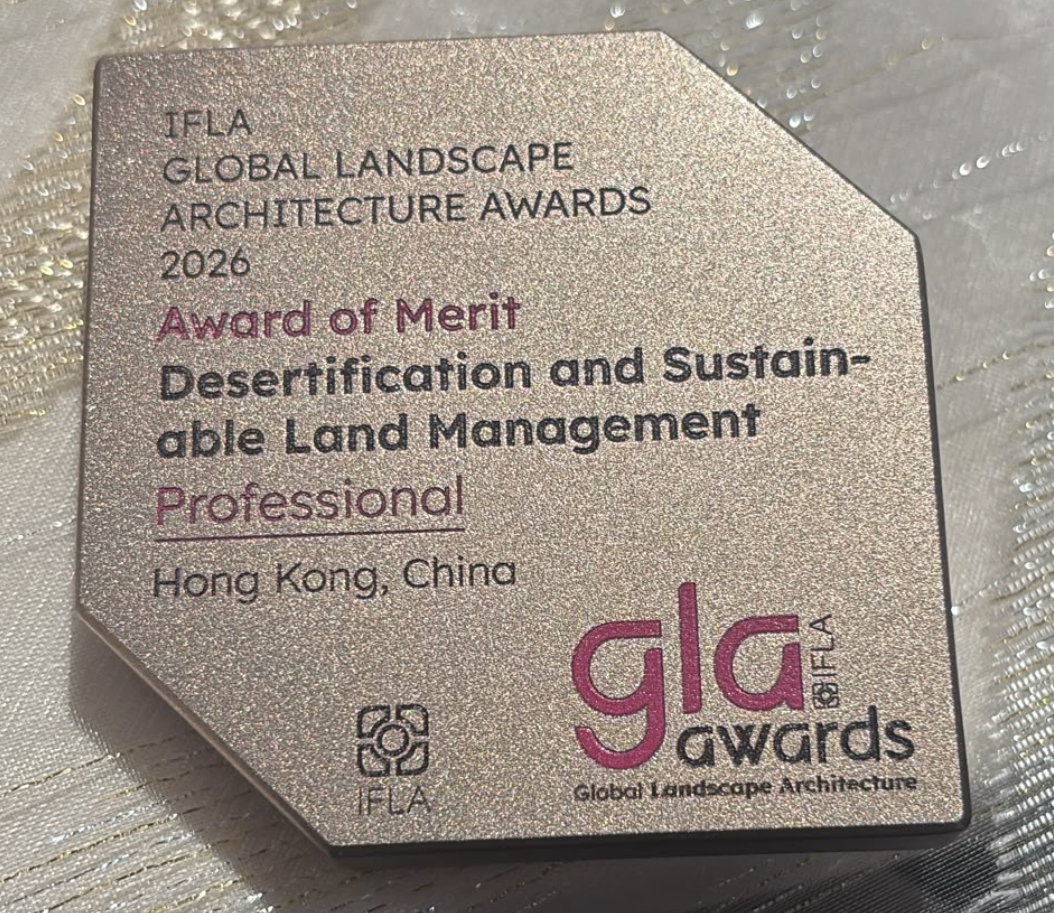 IFLA
GLOBAL LANDSCAPE
ARCHITECTURE AWARDS
2026
Award of Merit
Desertification and Sustain-
able Land Management
Professional
Hong Kong, China
IFLA
gla
IFLA
awards
Global Landscape Architecture